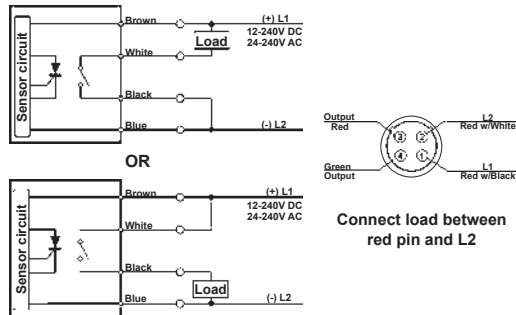 Sensor circuit
Brown
(+) L1
12-240V DC
24-240V AC
Load
White
Black
Blue
(-) L2
OR
Sensor circuit
Brown
(+) L1
12-240V DC
24-240V AC
White
Black
Load
Blue
(-) L2
Output
Red
L2
Red w/White
3 2
4 1
Green
Output
L1
Red w/Black
Connect load between
red pin and L2